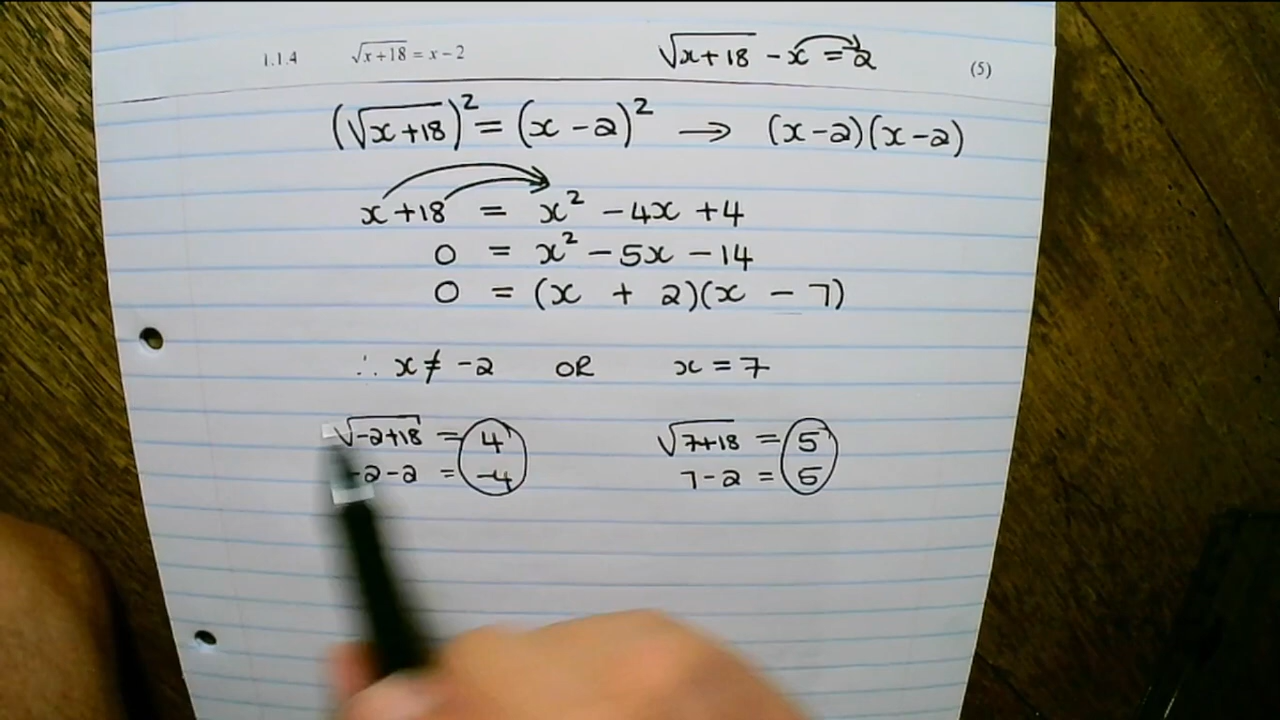 1.1.4 √x+18 = x − 2 √x+18 − x = 2 (5)
(√x+18)² = (x − 2)² → (x−2)(x−2)
x + 18 = x² − 4x + 4
0 = x² − 5x − 14
0 = (x + 2)(x − 7)
∴ x ≠ −2 OR x = 7
√−2+18 = 4 √7+18 = 5
−2−2 = −4 7−2 = 5